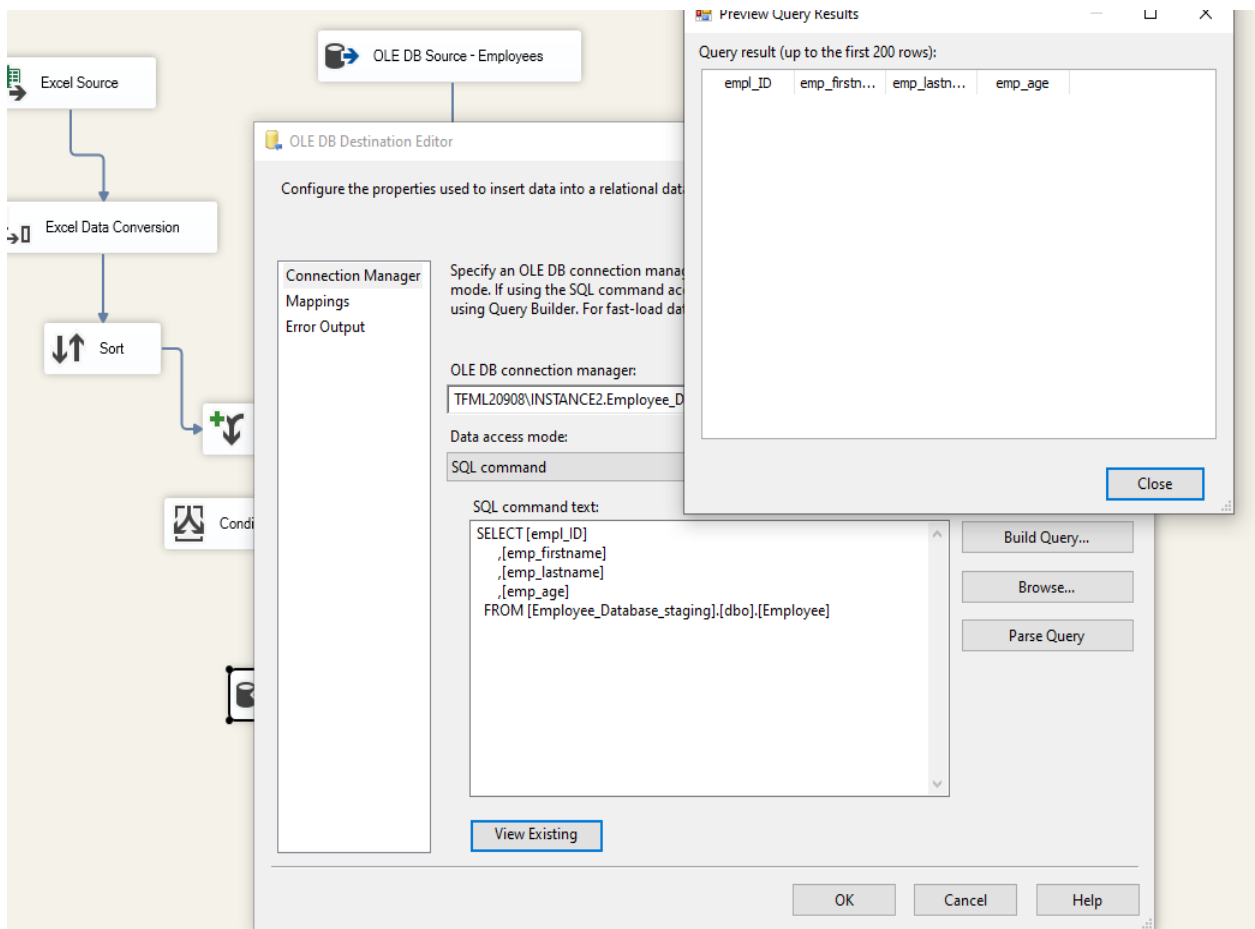 Preview Query Results
Query result (up to the first 200 rows):
empl_ID emp_firstn... emp_lastn... emp_age
Close
OLE DB Source - Employees
Excel Source
Excel Data Conversion
Sort
Condi
OLE DB Destination Editor
Configure the properties used to insert data into a relational dat
Connection Manager
Mappings
Error Output
Specify an OLE DB connection mana
mode. If using the SQL command ac
using Query Builder. For fast-load dat
OLE DB connection manager:
TFML20908\INSTANCE2.Employee_D
Data access mode:
SQL command
SQL command text:
SELECT [empl_ID]
,[emp_firstname]
,[emp_lastname]
,[emp_age]
FROM [Employee_Database_staging].[dbo].[Employee]
Build Query...
Browse...
Parse Query
View Existing
OK Cancel Help